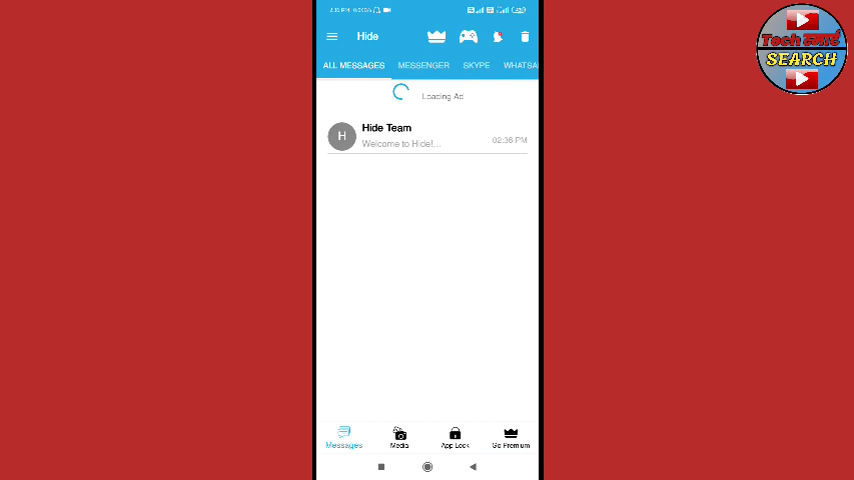 Hide
ALL MESSAGES MESSENGER SKYPE WHATSA
Loading Ad
H
Hide Team
Welcome to Hide!...
02:36 PM
Messages Media App Lock Go Premium
Tech
SEARCH